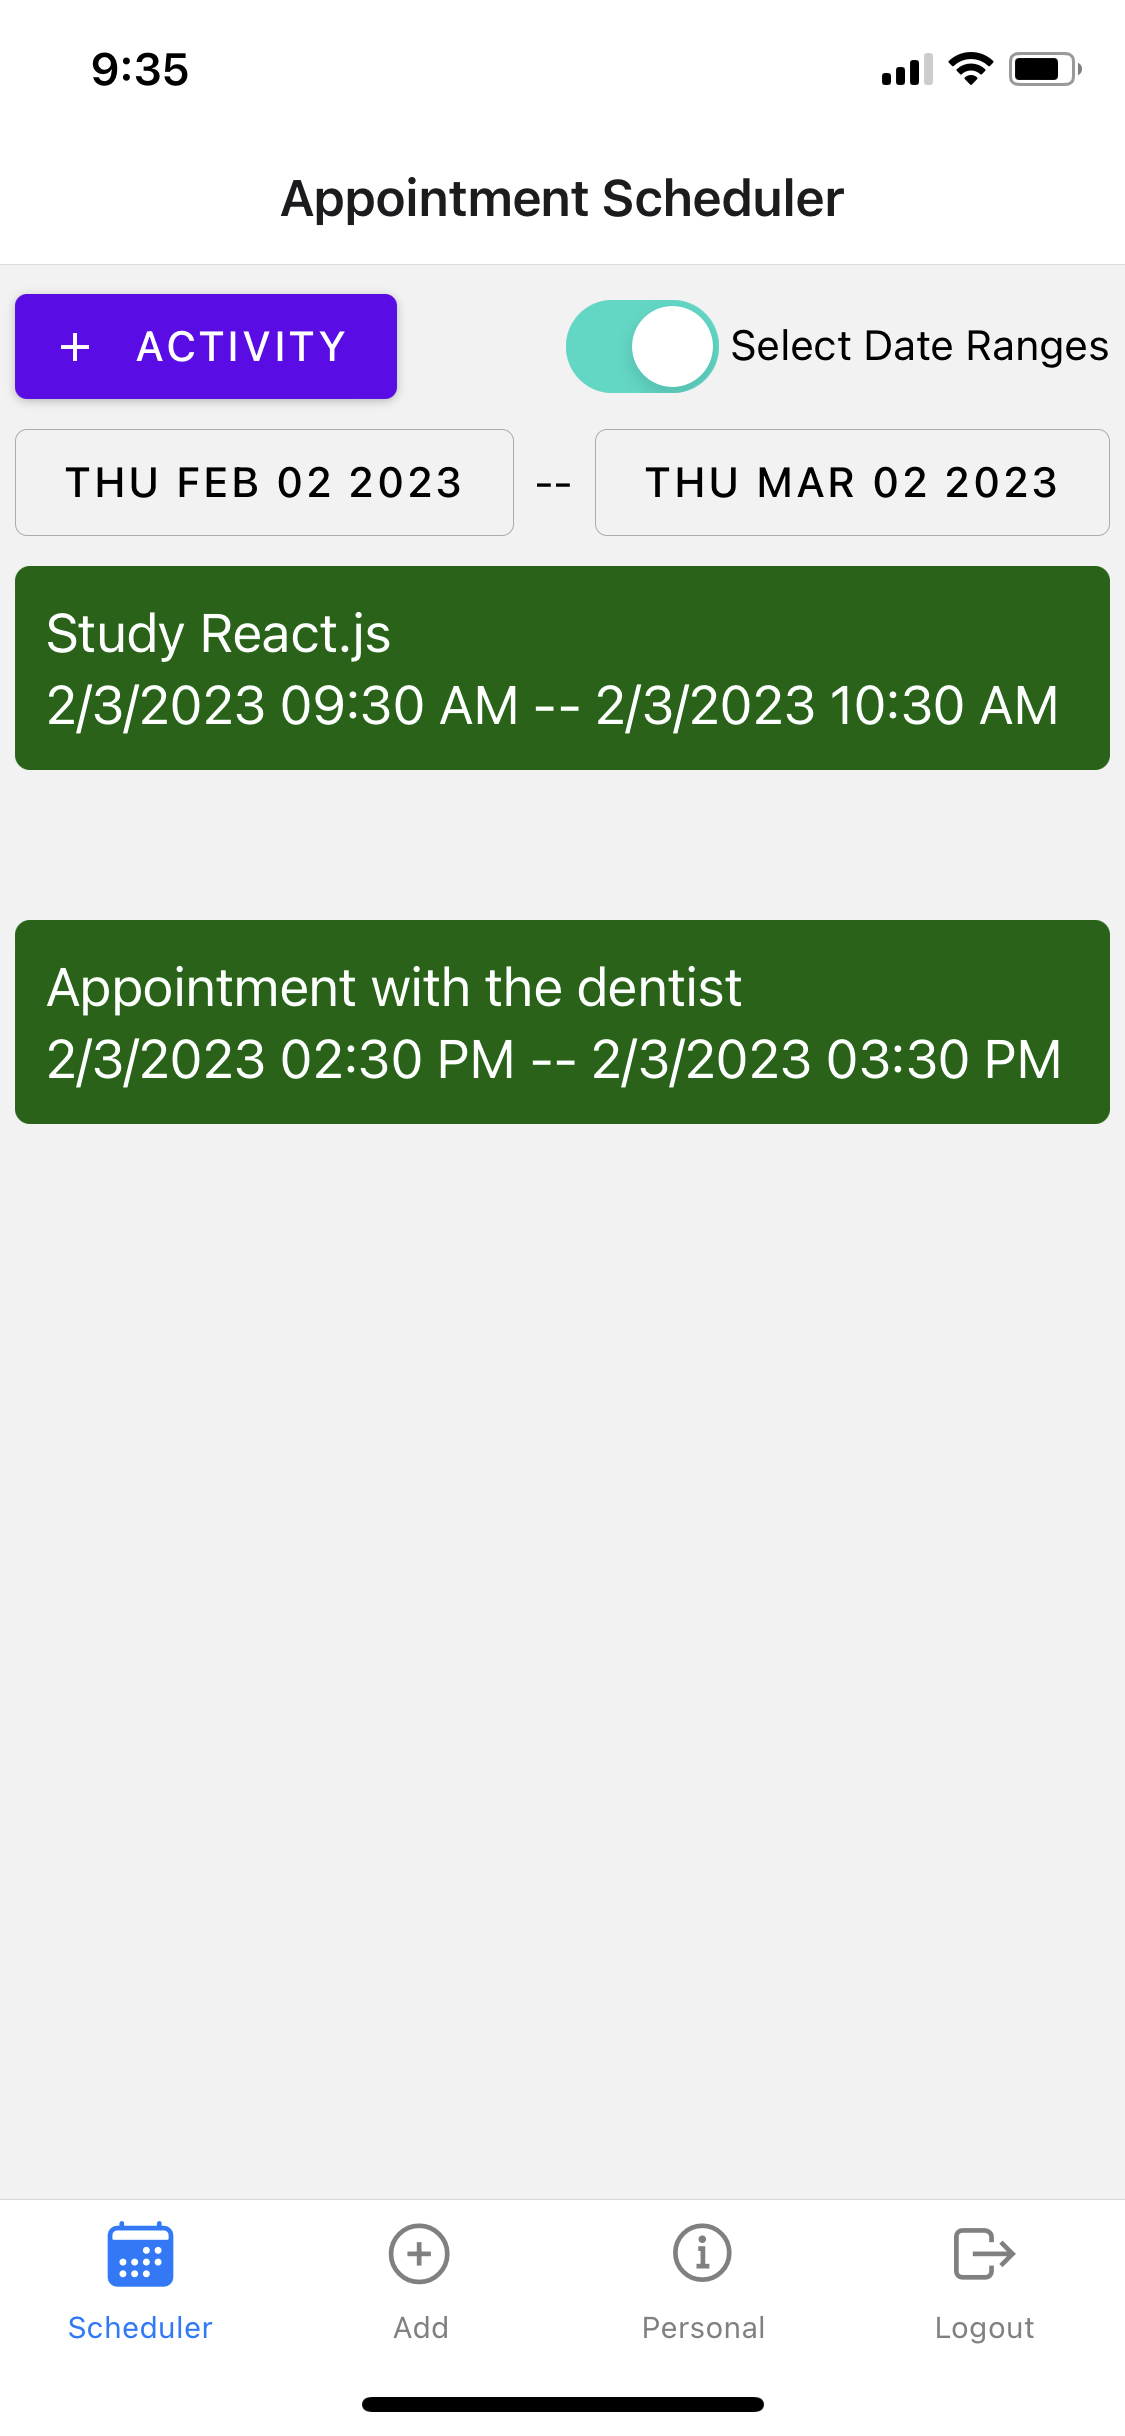 9:35
Appointment Scheduler
+ ACTIVITY
Select Date Ranges
THU FEB 02 2023 -- THU MAR 02 2023
Study React.js
2/3/2023 09:30 AM -- 2/3/2023 10:30 AM
Appointment with the dentist
2/3/2023 02:30 PM -- 2/3/2023 03:30 PM
Scheduler
Add
Personal
Logout